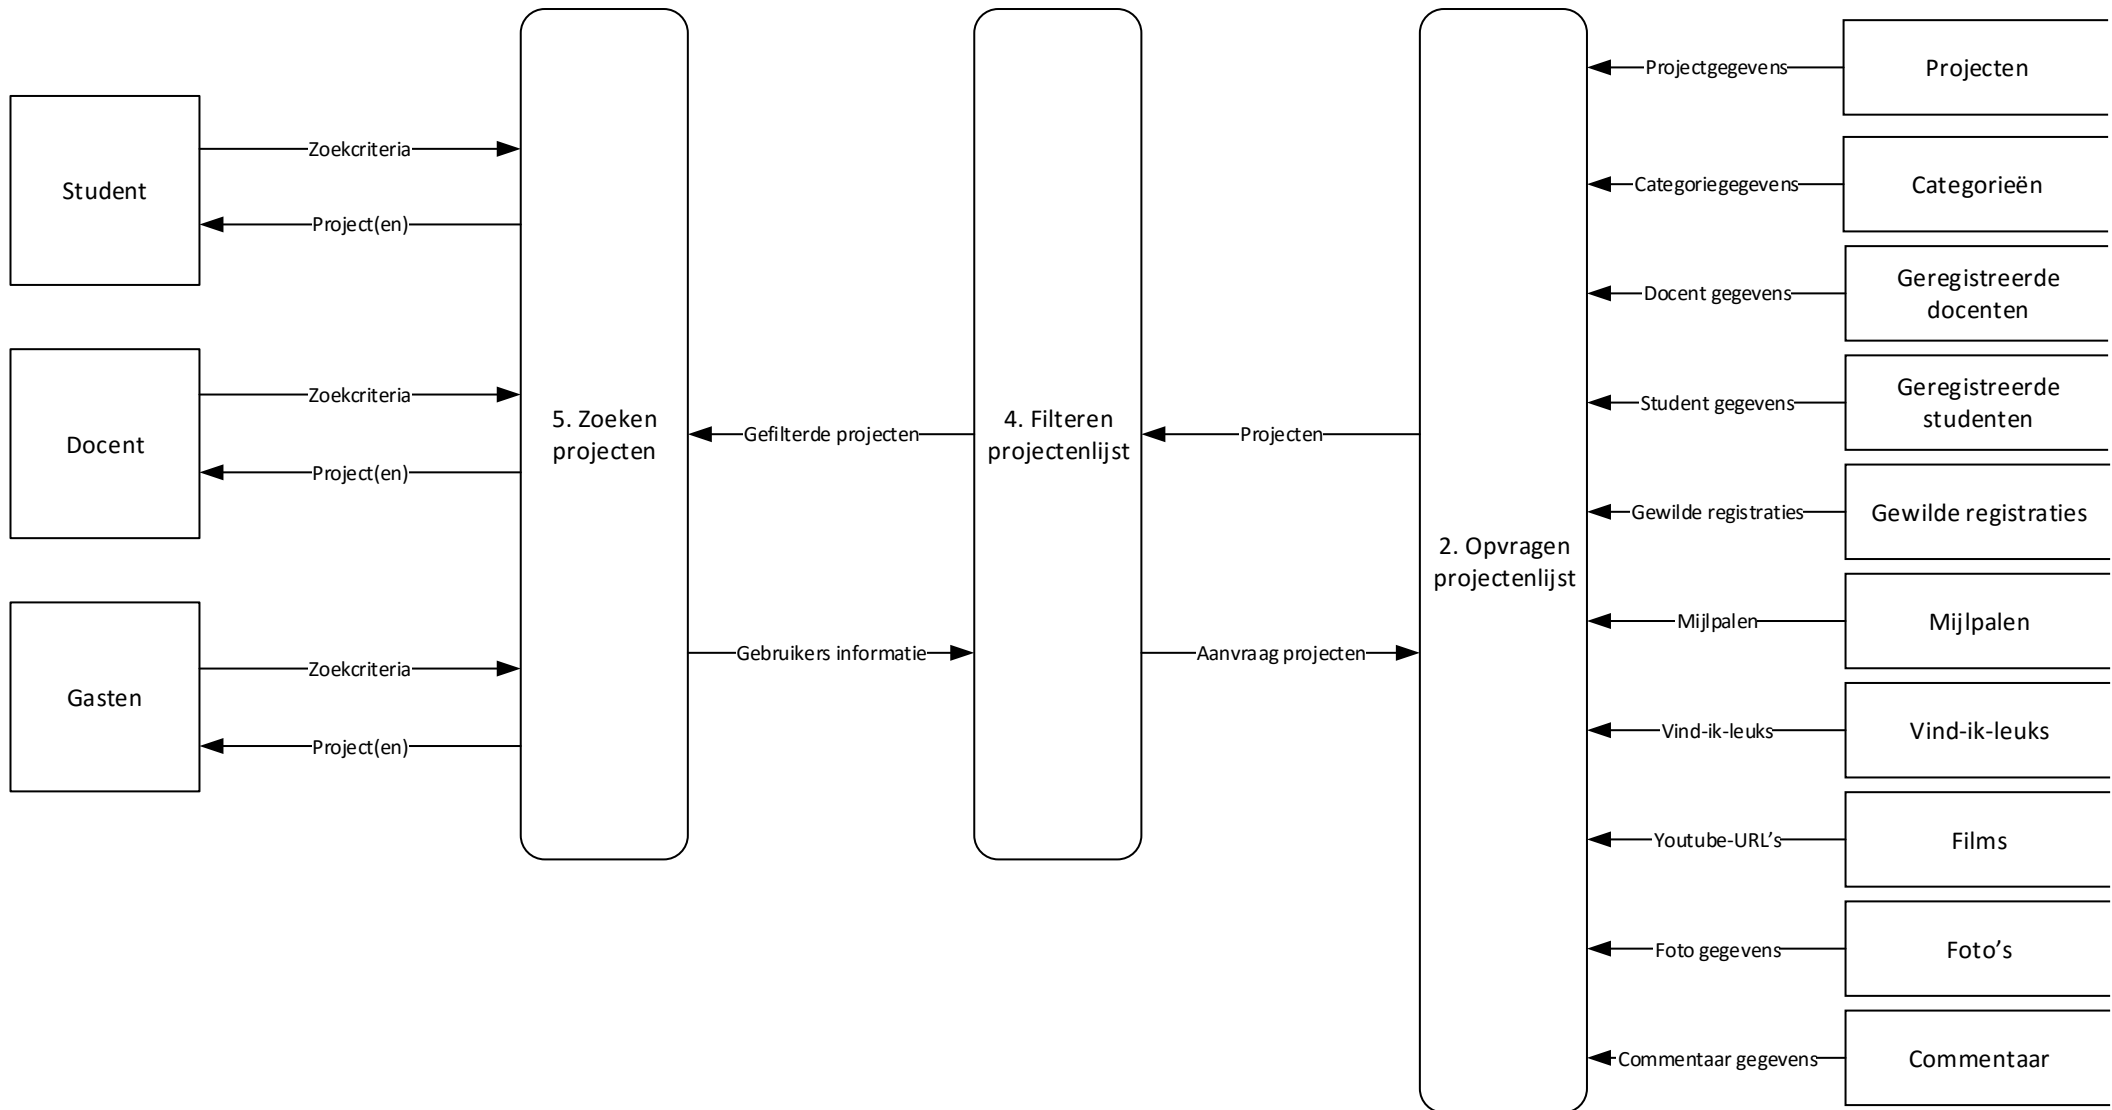 Student
Zoekcriteria
Project(en)
Docent
Zoekcriteria
Project(en)
Gasten
Zoekcriteria
Project(en)
5. Zoeken
projecten
Gefilterde projecten
Gebruikers informatie
4. Filteren
projectenlijst
Projecten
Aanvraag projecten
2. Opvragen
projectenlijst
Projectgegevens
Projecten
Categoriegegevens
Categorieën
Docent gegevens
Geregistreerde
docenten
Student gegevens
Geregistreerde
studenten
Gewilde registraties
Gewilde registraties
Mijlpalen
Mijlpalen
Vind-ik-leuks
Vind-ik-leuks
Youtube-URL’s
Films
Foto gegevens
Foto’s
Commentaar gegevens
Commentaar